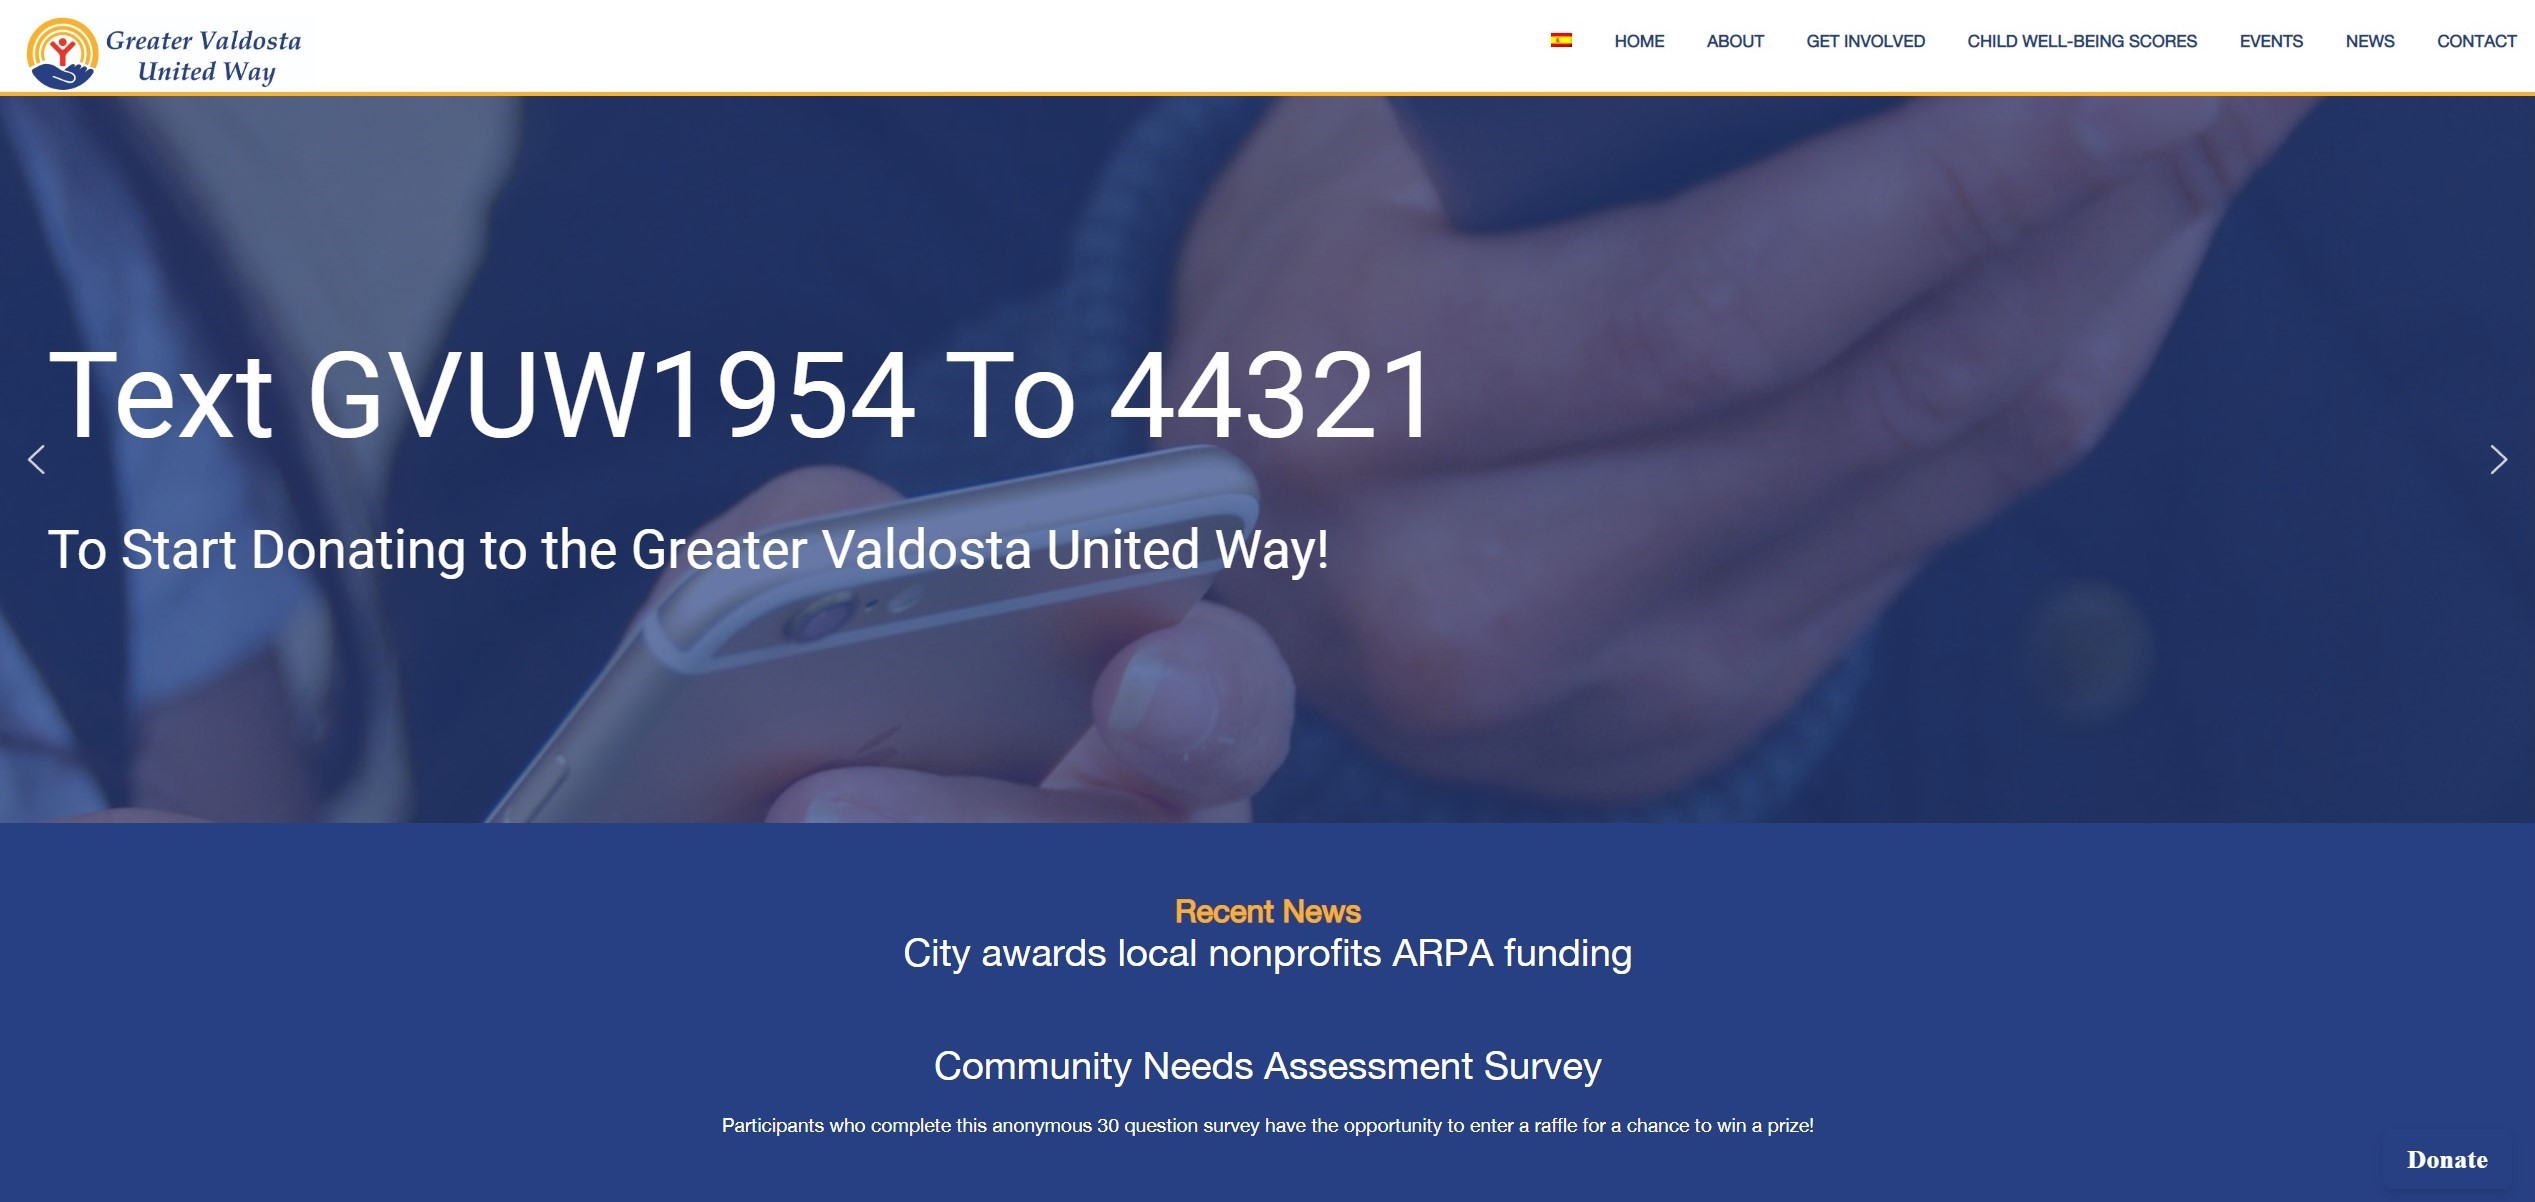 Greater Valdosta
United Way
HOME ABOUT GET INVOLVED CHILD WELL-BEING SCORES EVENTS NEWS CONTACT
Text GVUW1954 To 44321
To Start Donating to the Greater Valdosta United Way!
Recent News
City awards local nonprofits ARPA funding
Community Needs Assessment Survey
Participants who complete this anonymous 30 question survey have the opportunity to enter a raffle for a chance to win a prize!
Donate